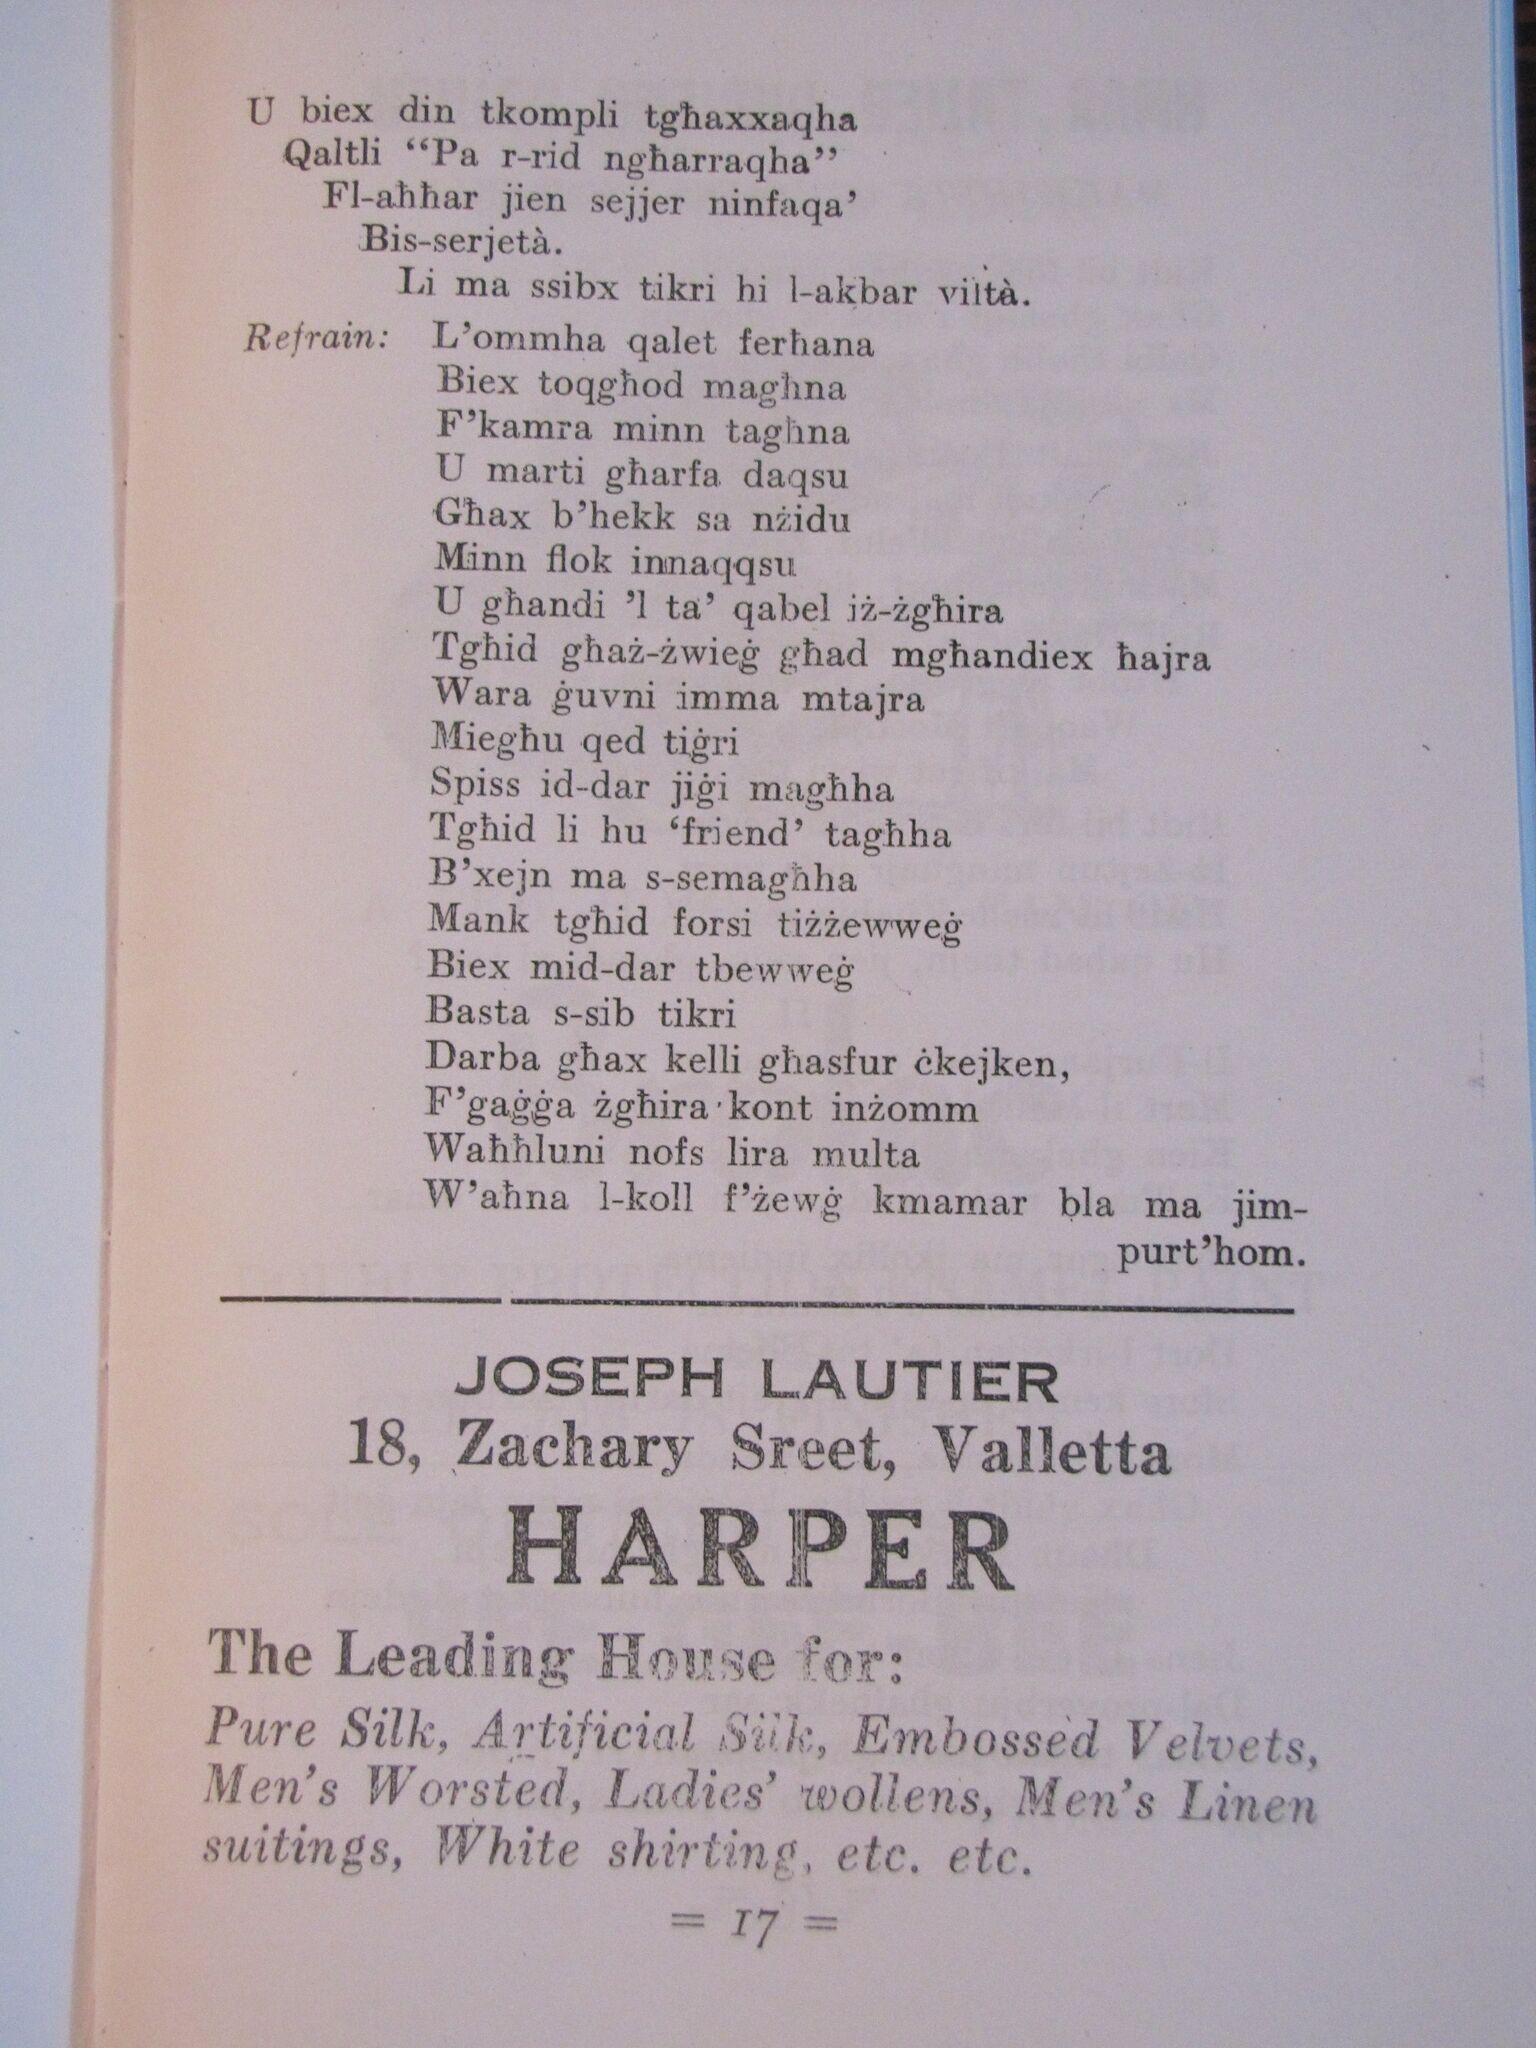 U biex din tkompli tgħaxxaqha
Qaltli “Pa r-rid ngħarraqha”
Fl-aħħar jien sejjer ninfaqa’
Bis-serjetà.
Li ma ssibx tikri hi l-akbar viltà.
Refrain: L’ommha qalet ferħana
Biex toqgħod magħna
F’kamra minn tagħna
U marti għarfa daqsu
Għax b’hekk sa nżidu
Minn flok innaqqsu
U għandi ’l ta’ qabel iż-żgħira
Tgħid għaż-żwieġ għad mgħandiex ħajra
Wara ġuvni imma mtajra
Miegħu qed tiġri
Spiss id-dar jiġi magħha
Tgħid li hu ‘friend’ tagħha
B’xejn ma s-semagħha
Mank tgħid forsi tiżżewweġ
Biex mid-dar tbewweġ
Basta s-sib tikri
Darba għax kelli għasfur ċkejken,
F’gaġġa żgħira kont inżomm
Waħħluni nofs lira multa
W’aħna l-koll f’żewġ kmamar bla ma jim-
purt’hom.
JOSEPH LAUTIER
18, Zachary Sreet, Valletta
HARPER
The Leading House for:
Pure Silk, Artificial Silk, Embossed Velvets,
Men’s Worsted, Ladies’ wollens, Men’s Linen
suitings, White shirting, etc. etc.
= 17 =